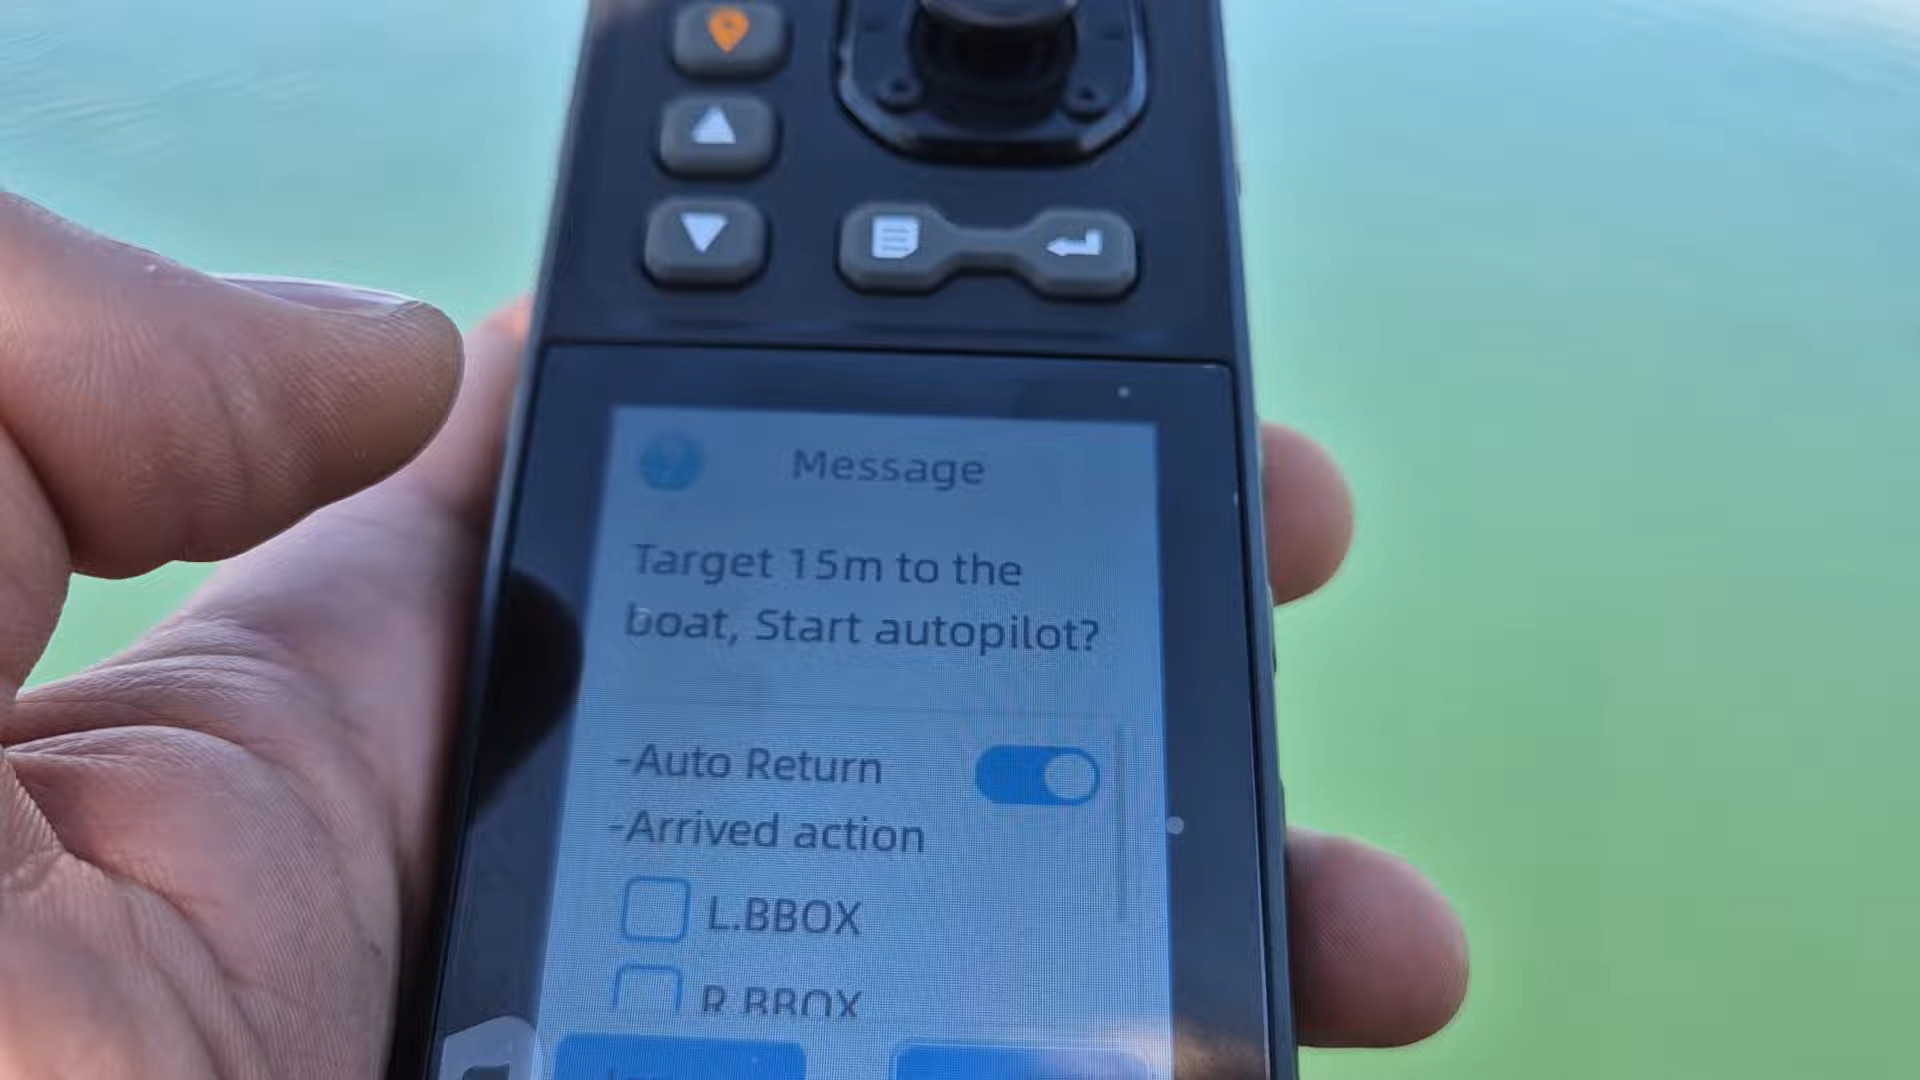 Message
Target 15m to the
boat, Start autopilot?
-Auto Return
-Arrived action
L.BBOX
R.BBOX